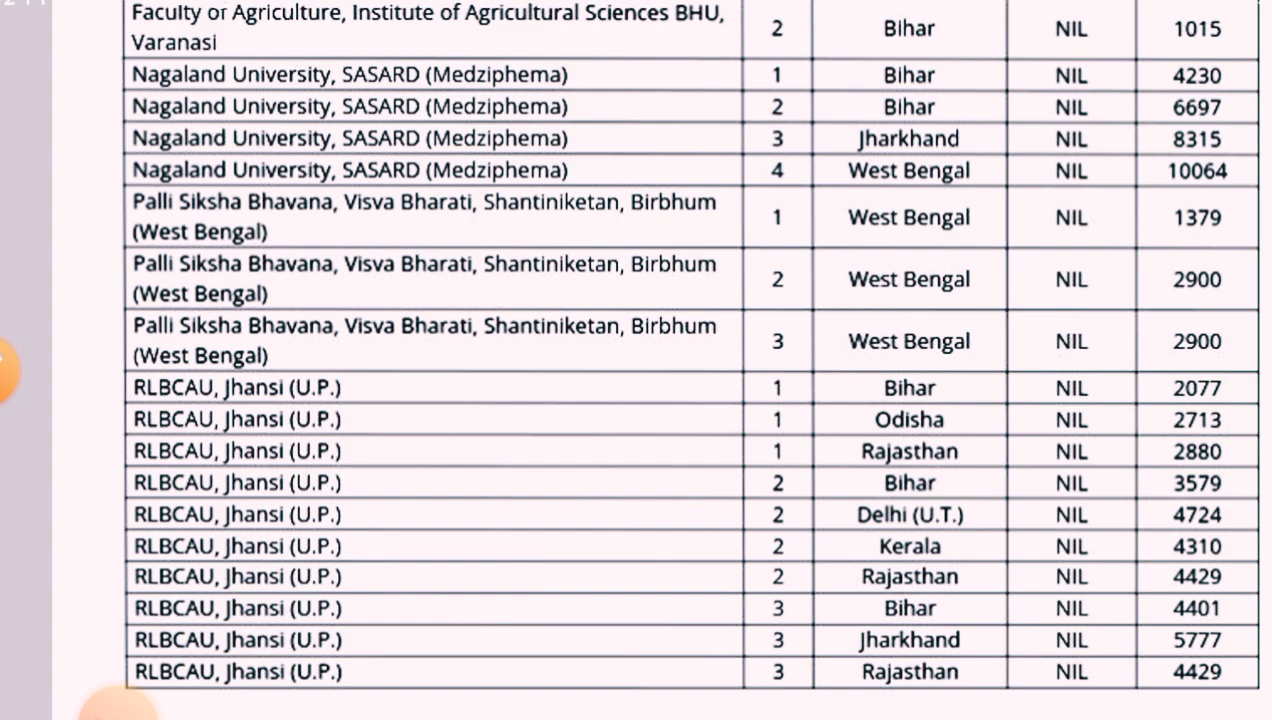 Faculty of Agriculture, Institute of Agricultural Sciences BHU,
Varanasi 2 Bihar NIL 1015
Nagaland University, SASARD (Medziphema) 1 Bihar NIL 4230
Nagaland University, SASARD (Medziphema) 2 Bihar NIL 6697
Nagaland University, SASARD (Medziphema) 3 Jharkhand NIL 8315
Nagaland University, SASARD (Medziphema) 4 West Bengal NIL 10064
Palli Siksha Bhavana, Visva Bharati, Shantiniketan, Birbhum
(West Bengal) 1 West Bengal NIL 1379
Palli Siksha Bhavana, Visva Bharati, Shantiniketan, Birbhum
(West Bengal) 2 West Bengal NIL 2900
Palli Siksha Bhavana, Visva Bharati, Shantiniketan, Birbhum
(West Bengal) 3 West Bengal NIL 2900
RLBCAU, Jhansi (U.P.) 1 Bihar NIL 2077
RLBCAU, Jhansi (U.P.) 1 Odisha NIL 2713
RLBCAU, Jhansi (U.P.) 1 Rajasthan NIL 2880
RLBCAU, Jhansi (U.P.) 2 Bihar NIL 3579
RLBCAU, Jhansi (U.P.) 2 Delhi (U.T.) NIL 4724
RLBCAU, Jhansi (U.P.) 2 Kerala NIL 4310
RLBCAU, Jhansi (U.P.) 2 Rajasthan NIL 4429
RLBCAU, Jhansi (U.P.) 3 Bihar NIL 4401
RLBCAU, Jhansi (U.P.) 3 Jharkhand NIL 5777
RLBCAU, Jhansi (U.P.) 3 Rajasthan NIL 4429